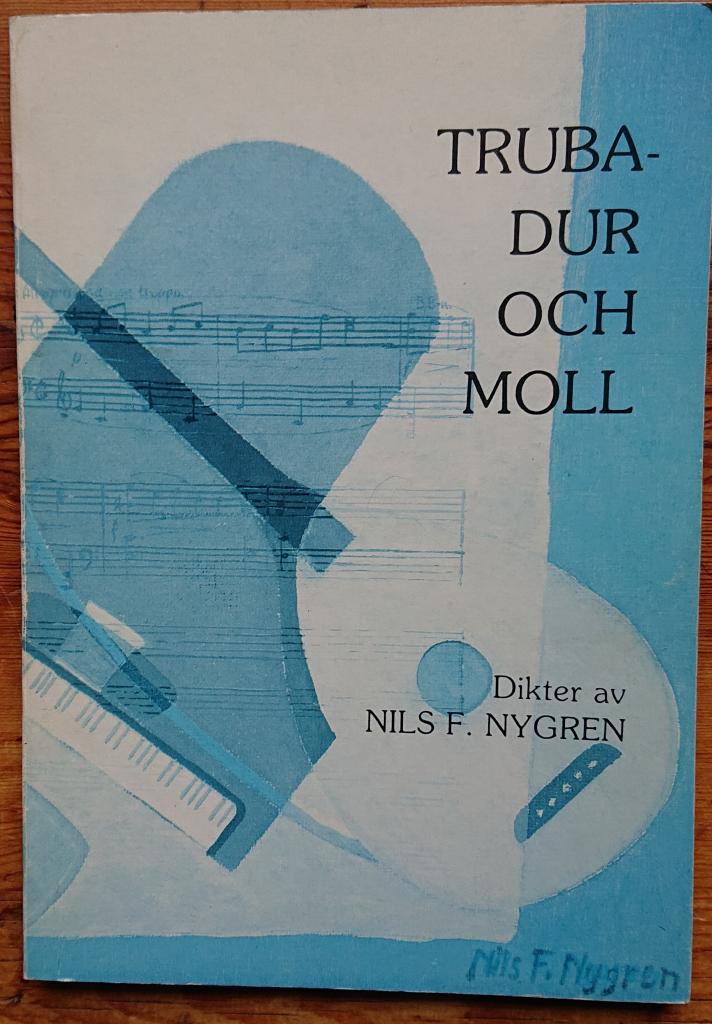 TRUBA-
DUR
OCH
MOLL
Dikter av
NILS F. NYGREN
Nils F. Nygren